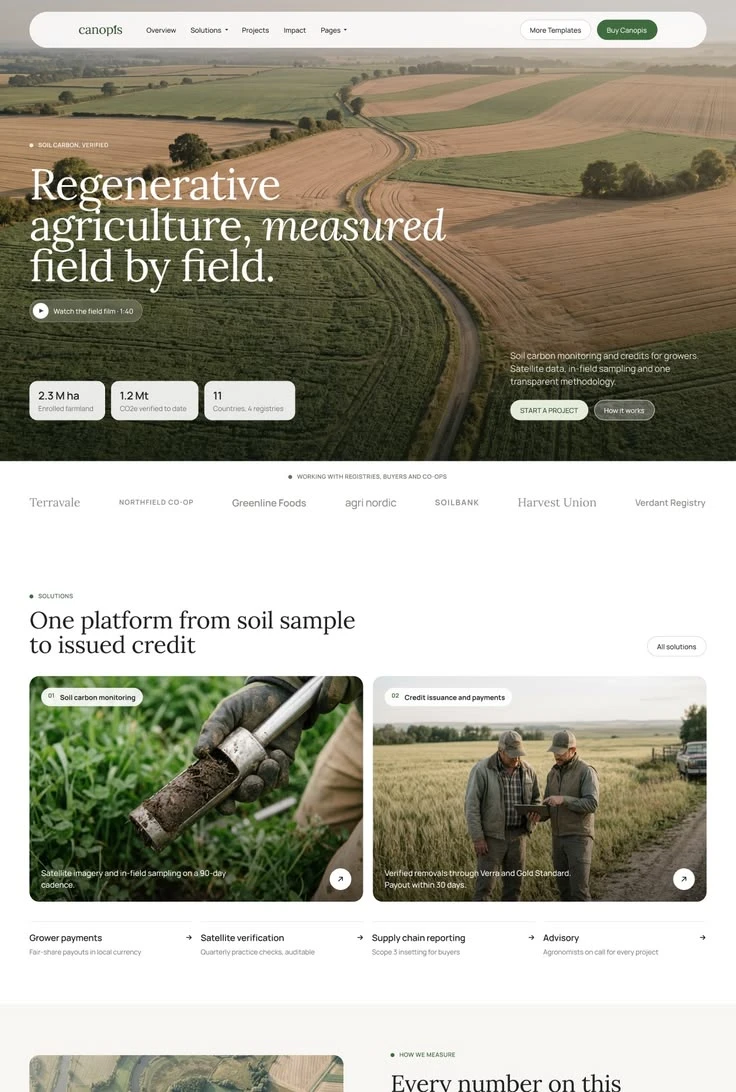 canopis
Overview
Solutions
Projects
Impact
Pages
More Templates
Buy Canopis
SOIL CARBON, VERIFIED
Regenerative
agriculture, measured
field by field.
Watch the field film · 1:40
Soil carbon monitoring and credits for growers.
Satellite data, in-field sampling and one
transparent methodology.
START A PROJECT
How it works
2.3 M ha
Enrolled farmland
1.2 Mt
CO2e verified to date
11
Countries, 4 registries
WORKING WITH REGISTRIES, BUYERS AND CO-OPS
Terravale
NORTHFIELD CO-OP
Greenline Foods
agri nordic
SOILBANK
Harvest Union
Verdant Registry
SOLUTIONS
One platform from soil sample
to issued credit
All solutions
01 Soil carbon monitoring
Satellite imagery and in-field sampling on a 90-day
cadence.
02 Credit issuance and payments
Verified removals through Verra and Gold Standard.
Payout within 30 days.
Grower payments
Fair-share payouts in local currency
Satellite verification
Quarterly practice checks, auditable
Supply chain reporting
Scope 3 insetting for buyers
Advisory
Agronomists on call for every project
HOW WE MEASURE
Every number on this